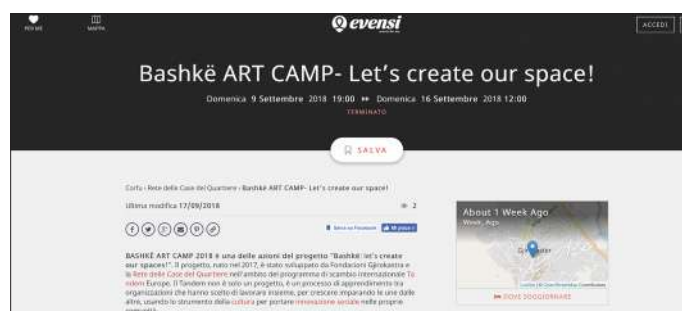 PER ME
MAPPA
evensi
ACCEDI
Bashkë ART CAMP- Let's create our space!
Domenica 9 Settembre 2018 19:00 ↦ Domenica 16 Settembre 2018 12:00
TERMINATO
SALVA
Corfu › Rete delle Case del Quartiere › Bashkë ART CAMP- Let's create our space!
Ultima modifica 17/09/2018
2
Salva su Facebook
Mi piace
BASHKË ART CAMP 2018 è una delle azioni del progetto "Bashkë: let's create
our spaces!". Il progetto, nato nel 2017, è stato sviluppato da Fondacioni Gjirokastra e
la Rete delle Case del Quartiere nell'ambito del programma di scambio internazionale Ta
ndem Europe. Il Tandem non è solo un progetto, è un processo di apprendimento tra
organizzazioni che hanno scelto di lavorare insieme, per crescere imparando le une dalle
altre, usando lo strumento della cultura per portare innovazione sociale nelle proprie
About 1 Week Ago
Week, Ago
DOVE SOGGIORNARE